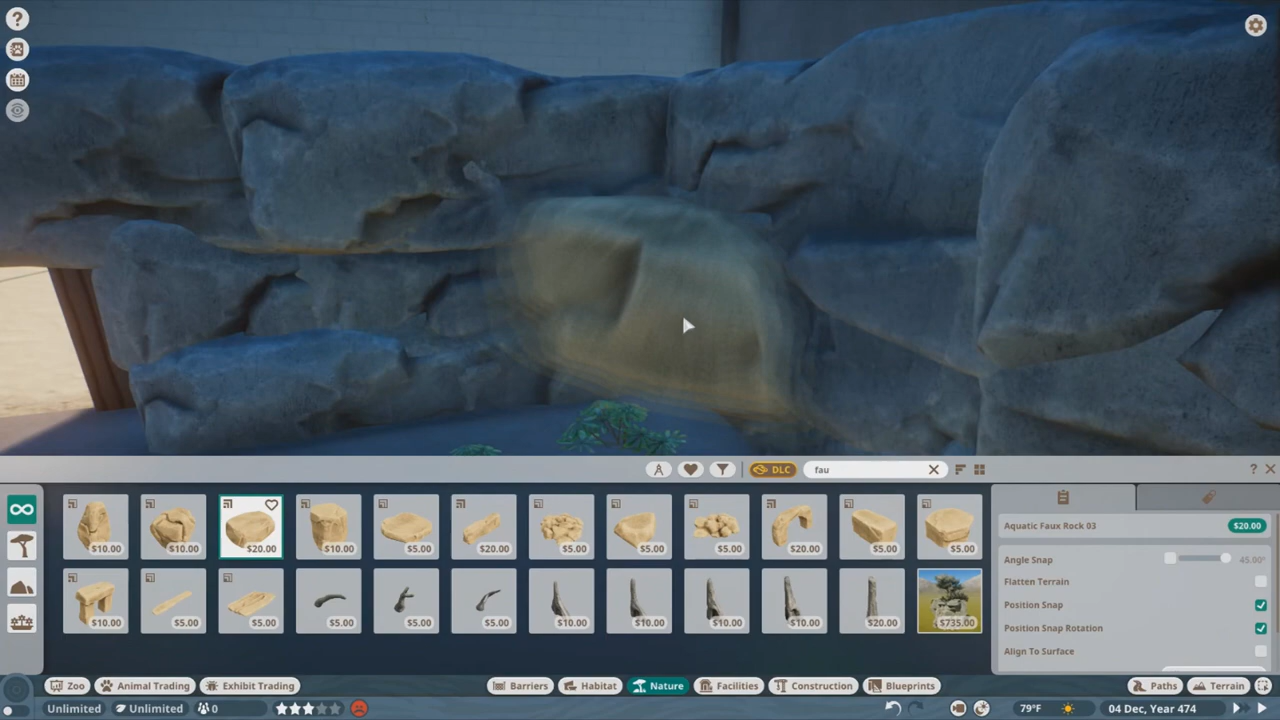 ?
DLC
fau
?
$10.00
$10.00
$20.00
$10.00
$5.00
$20.00
$5.00
$5.00
$5.00
$20.00
$5.00
$5.00
$10.00
$5.00
$5.00
$5.00
$5.00
$5.00
$10.00
$10.00
$10.00
$10.00
$20.00
$735.00
Aquatic Faux Rock 03
$20.00
Angle Snap
45.00°
Flatten Terrain
Position Snap
Position Snap Rotation
Align To Surface
Zoo
Animal Trading
Exhibit Trading
Barriers
Habitat
Nature
Facilities
Construction
Blueprints
Paths
Terrain
Unlimited
Unlimited
0
79°F
04 Dec, Year 474